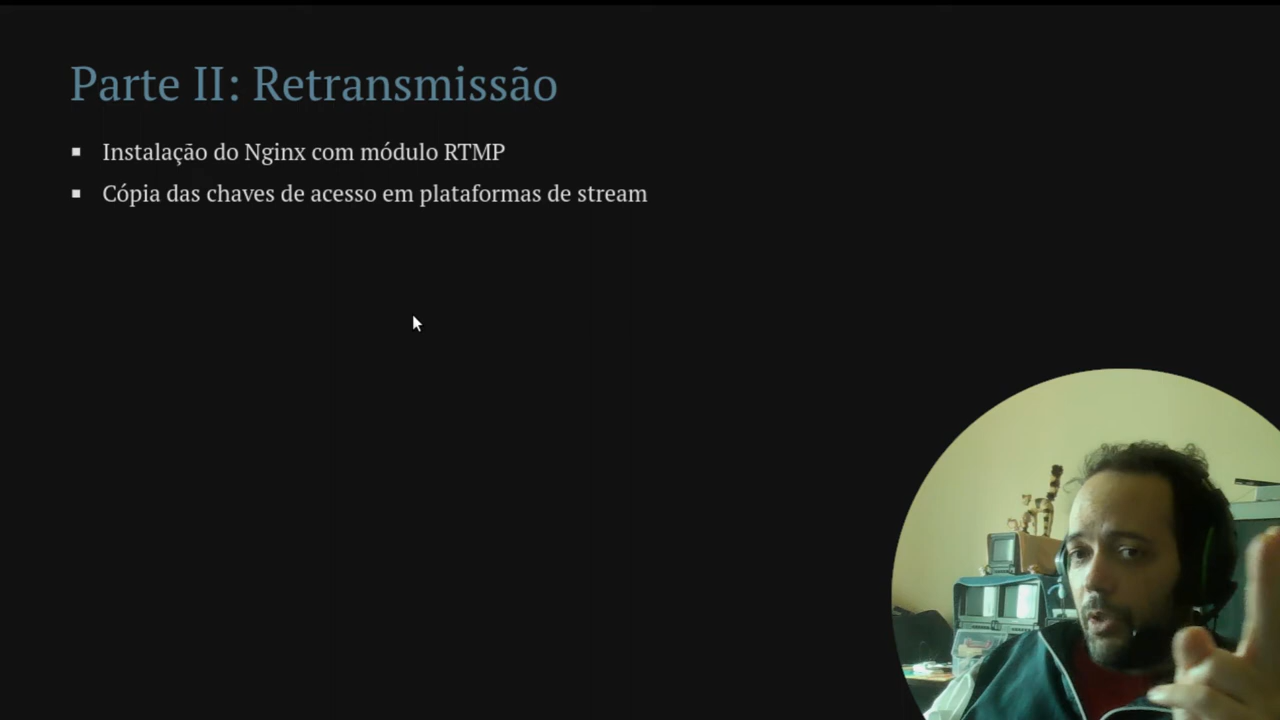 Parte II: Retransmissão
Instalação do Nginx com módulo RTMP
Cópia das chaves de acesso em plataformas de stream